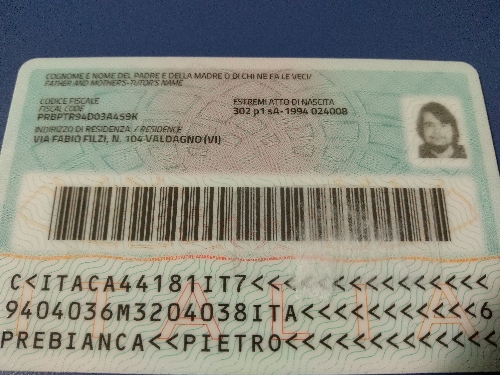 COGNOME E NOME DEL PADRE E DELLA MADRE O DI CHI NE FA LE VECI/
FATHER AND MOTHER'S-TUTOR'S NAME
CODICE FISCALE
FISCAL CODE
PRBPTR94D03A459K
ESTREMI ATTO DI NASCITA
302 p1 sA-1994 024008
INDIRIZZO DI RESIDENZA / RESIDENCE
VIA FABIO FILZI, N. 104 VALDAGNO (VI)
C<ITACA44181IT7<<<<<<<<<<<<<<<
9404036M3204038ITA<<<<<<<<<<<6
PREBIANCA<<PIETRO<<<<<<<<<<<<<
ITALIA